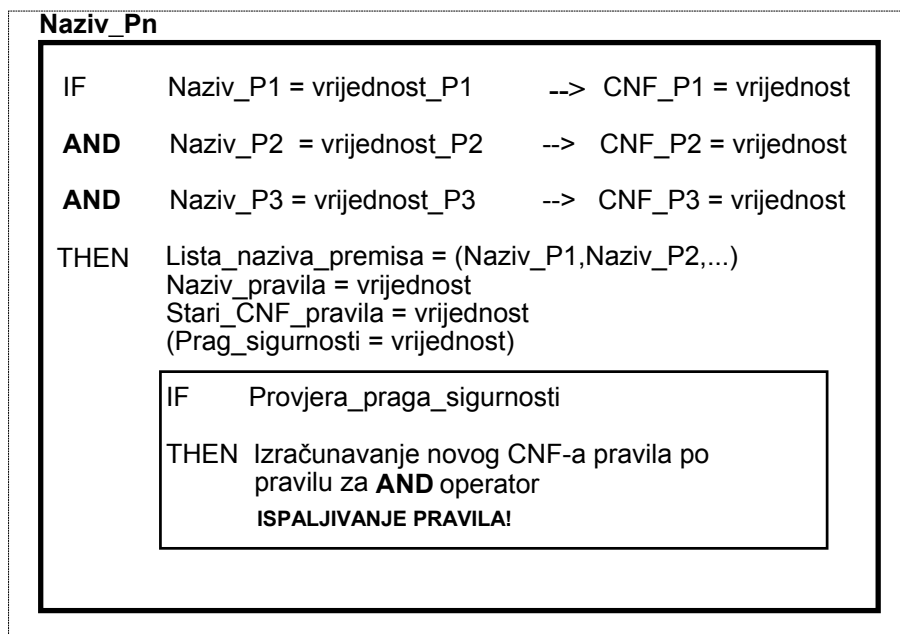 Naziv_Pn
IF Naziv_P1 = vrijednost_P1 --> CNF_P1 = vrijednost
AND Naziv_P2 = vrijednost_P2 --> CNF_P2 = vrijednost
AND Naziv_P3 = vrijednost_P3 --> CNF_P3 = vrijednost
THEN Lista_naziva_premisa = (Naziv_P1,Naziv_P2,...)
Naziv_pravila = vrijednost
Stari_CNF_pravila = vrijednost
(Prag_sigurnosti = vrijednost)
IF Provjera_praga_sigurnosti
THEN Izračunavanje novog CNF-a pravila po
pravilu za AND operator
ISPALJIVANJE PRAVILA!